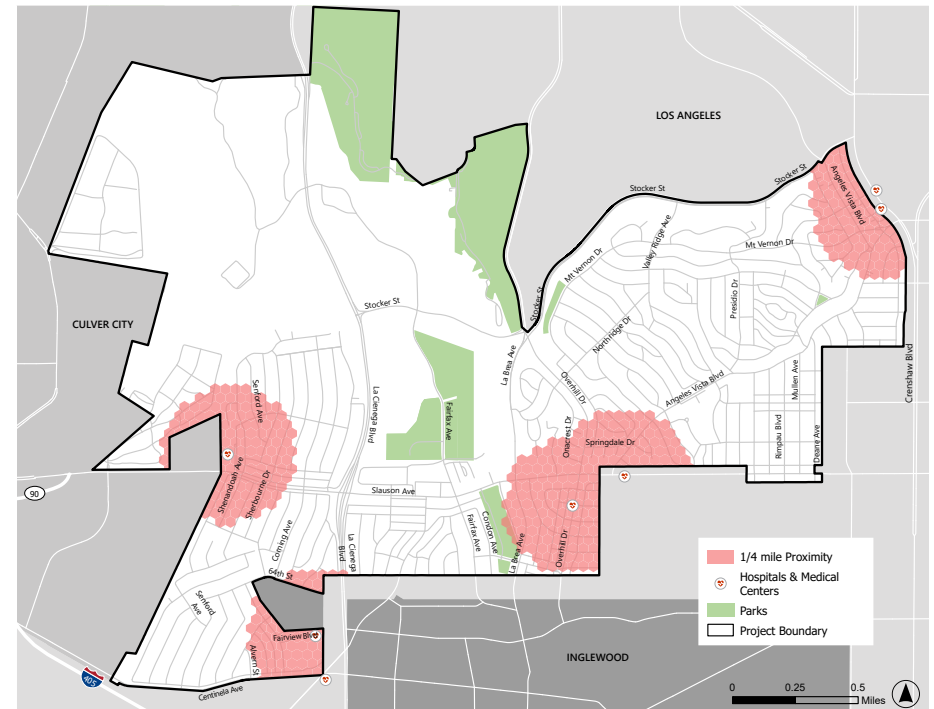 LOS ANGELES
Stocker St
Angeles Vista Blvd
Stocker St
Valley Ridge Ave
Mt Vernon Dr
Mt Vernon Dr
Presidio Dr
Stocker St
Stocker St
CULVER CITY
Northridge Dr
La Brea Ave
Crenshaw Blvd
Overhill Dr
Angeles Vista Blvd
Mullen Ave
Senford Ave
La Cienega Blvd
Fairfax Ave
Onacrest Dr
Springdale Dr
Rimpau Blvd
Deane Ave
Shenandoah Ave
Sherbourne Dr
90
Slauson Ave
Corning Ave
Fairfax Ave
Condon Ave
La Brea Ave
Overhill Dr
La Cienega
Blvd
64th St
Senford
Ave
Fairview Blvd
Alvern St
Centinela Ave
405
INGLEWOOD
1/4 mile Proximity
Hospitals & Medical
Centers
Parks
Project Boundary
0 0.25 0.5
Miles